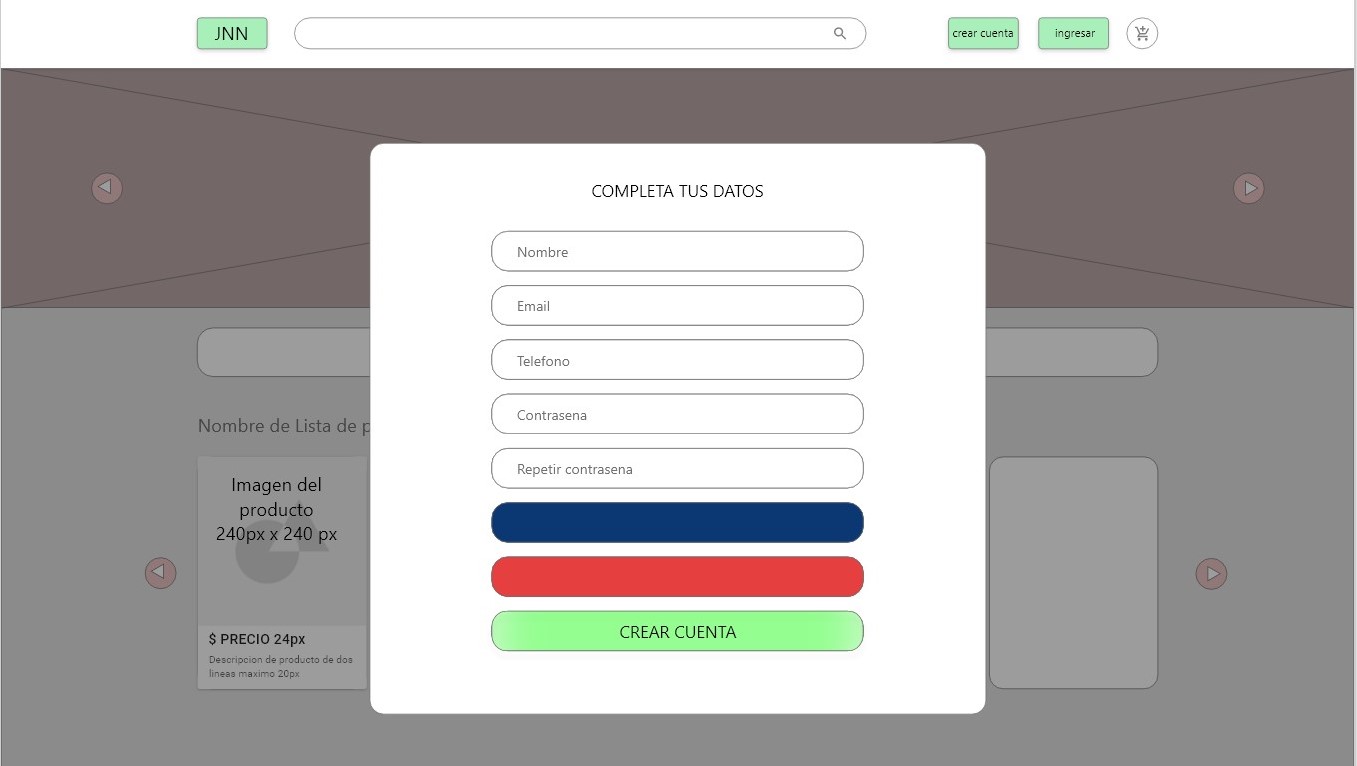 JNN
crear cuenta
ingresar
COMPLETA TUS DATOS
Nombre
Email
Telefono
Contrasena
Repetir contrasena
CREAR CUENTA
Nombre de Lista de p
Imagen del
producto
240px x 240 px
$ PRECIO 24px
Descripcion de producto de dos
lineas maximo 20px